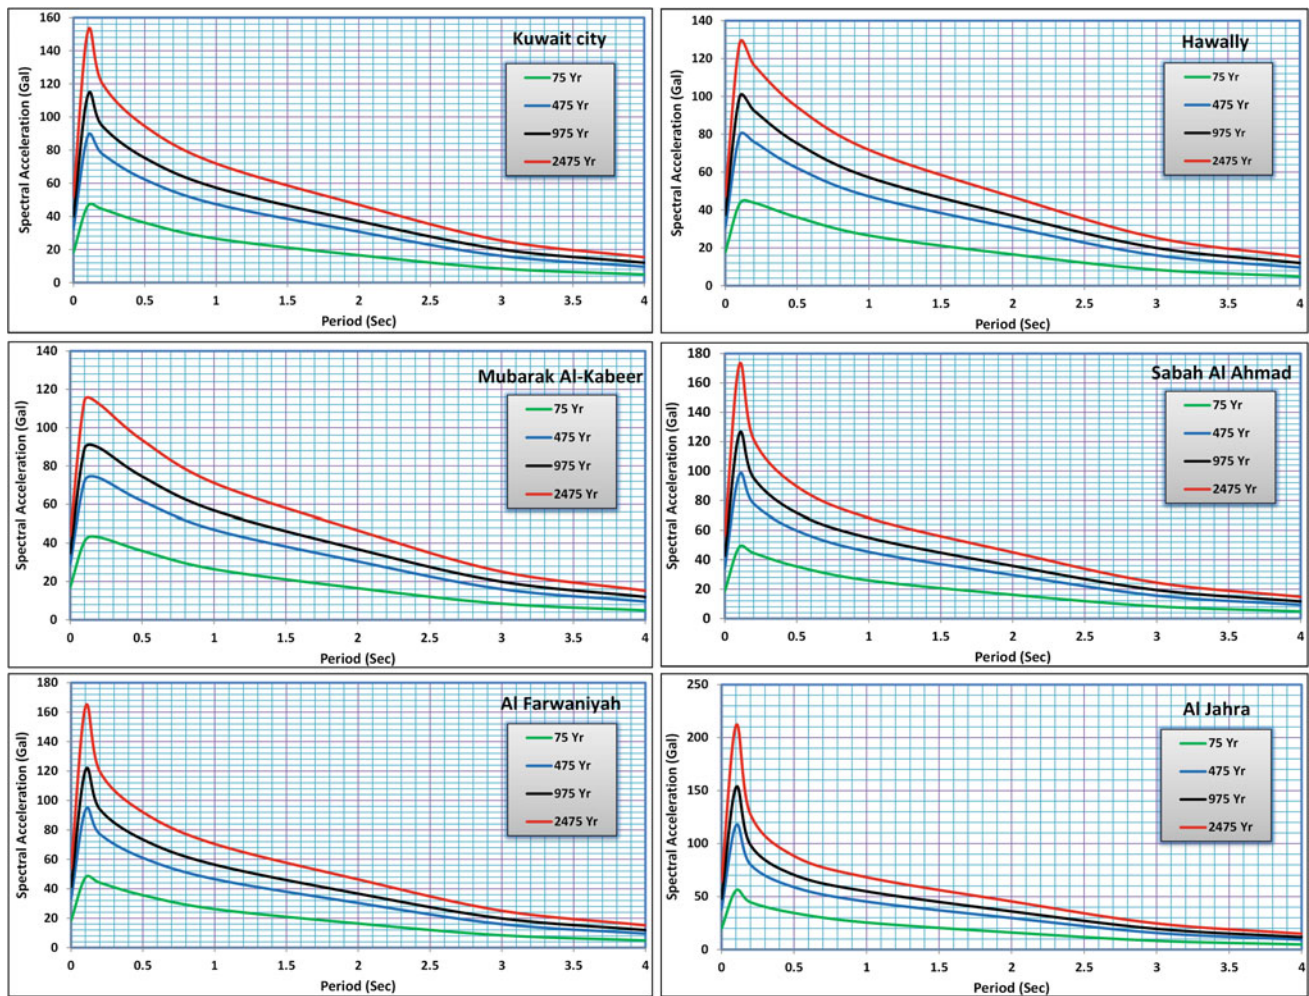 Kuwait city
Spectral Acceleration (Gal)
160
140
120
100
80
60
40
20
0
75 Yr
475 Yr
975 Yr
2475 Yr
0 0.5 1 1.5 2 2.5 3 3.5 4
Period (Sec)
Hawally
Spectral Acceleration (Gal)
140
120
100
80
60
40
20
0
75 Yr
475 Yr
975 Yr
2475 Yr
0 0.5 1 1.5 2 2.5 3 3.5 4
Period (Sec)
Mubarak Al-Kabeer
Spectral Acceleration (Gal)
140
120
100
80
60
40
20
0
75 Yr
475 Yr
975 Yr
2475 Yr
0 0.5 1 1.5 2 2.5 3 3.5 4
Period (Sec)
Sabah Al Ahmad
Spectral Acceleration (Gal)
180
160
140
120
100
80
60
40
20
0
75 Yr
475 Yr
975 Yr
2475 Yr
0 0.5 1 1.5 2 2.5 3 3.5 4
Period (Sec)
Al Farwaniyah
Spectral Acceleration (Gal)
180
160
140
120
100
80
60
40
20
0
75 Yr
475 Yr
975 Yr
2475 Yr
0 0.5 1 1.5 2 2.5 3 3.5 4
Period (Sec)
Al Jahra
Spectral Acceleration (Gal)
250
200
150
100
50
0
75 Yr
475 Yr
975 Yr
2475 Yr
0 0.5 1 1.5 2 2.5 3 3.5 4
Period (Sec)